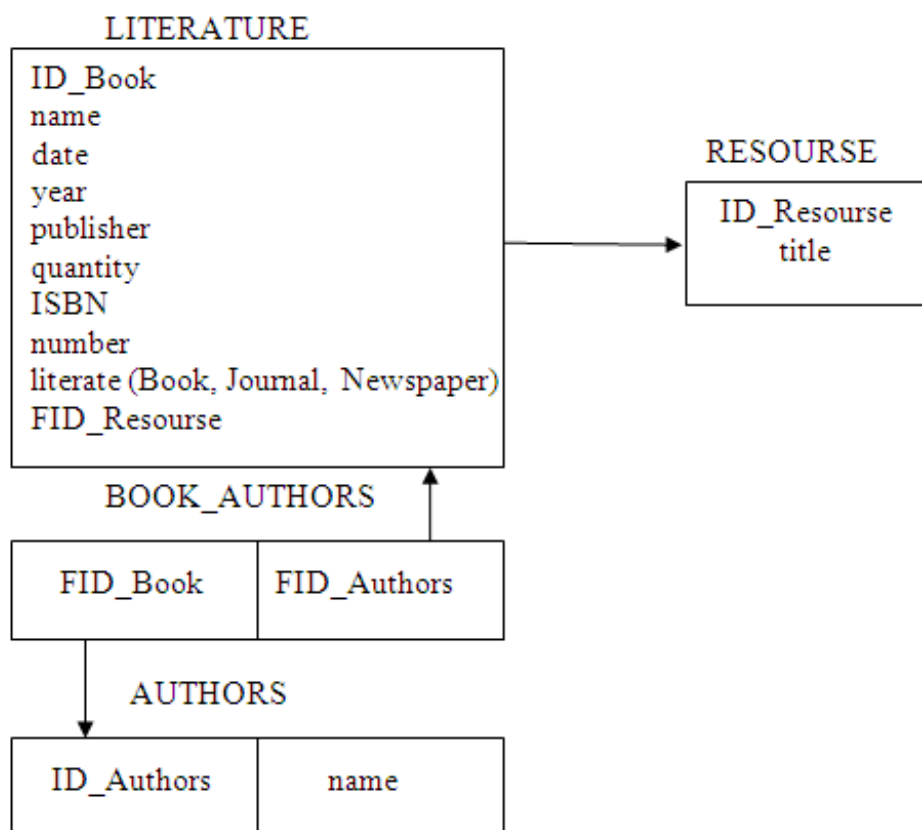 LITERATURE
ID_Book
name
date
year
publisher
quantity
ISBN
number
literate (Book, Journal, Newspaper)
FID_Resourse
RESOURSE
ID_Resourse
title
BOOK_AUTHORS
FID_Book
FID_Authors
AUTHORS
ID_Authors
name